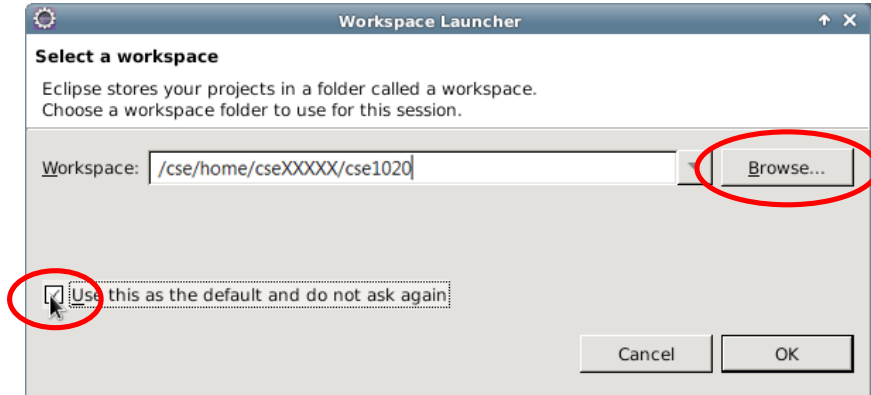 Workspace Launcher
Select a workspace
Eclipse stores your projects in a folder called a workspace.
Choose a workspace folder to use for this session.
Workspace: /cse/home/cseXXXXX/cse1020 Browse...
Use this as the default and do not ask again
Cancel OK